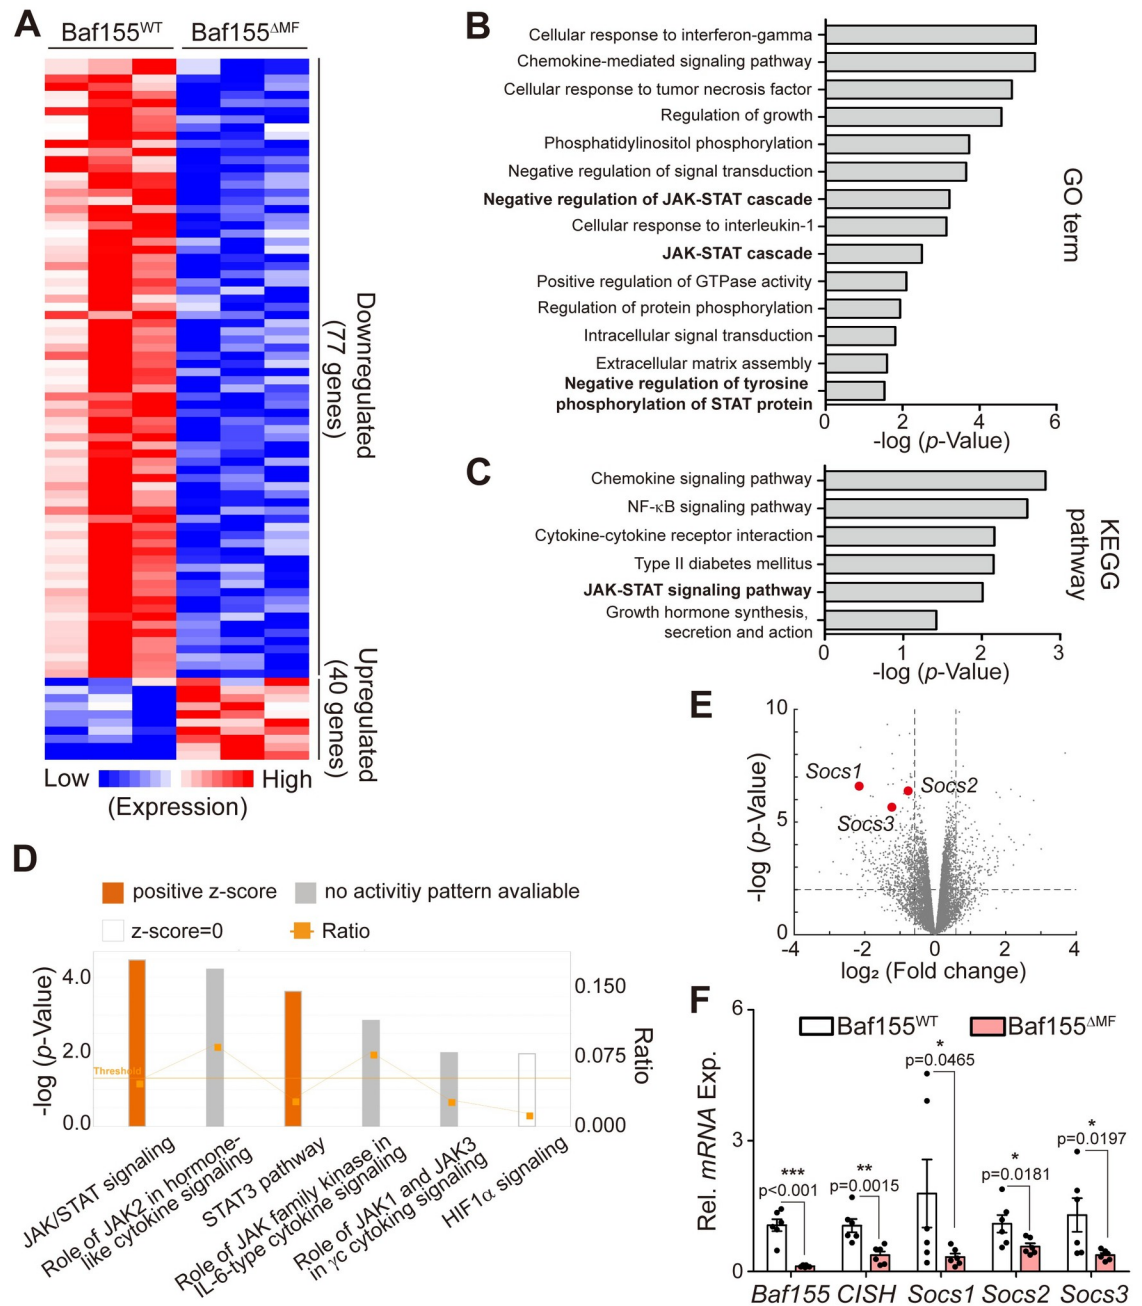 A
Baf155WT Baf155ΔMF
Downregulated
(77 genes)
Upregulated
(40 genes)
Low High
(Expression)
B
Cellular response to interferon-gamma
Chemokine-mediated signaling pathway
Cellular response to tumor necrosis factor
Regulation of growth
Phosphatidylinositol phosphorylation
Negative regulation of signal transduction
Negative regulation of JAK-STAT cascade
Cellular response to interleukin-1
JAK-STAT cascade
Positive regulation of GTPase activity
Regulation of protein phosphorylation
Intracellular signal transduction
Extracellular matrix assembly
Negative regulation of tyrosine
phosphorylation of STAT protein
0 2 4 6
-log (p-Value)
GO term
C
Chemokine signaling pathway
NF-κB signaling pathway
Cytokine-cytokine receptor interaction
Type II diabetes mellitus
JAK-STAT signaling pathway
Growth hormone synthesis,
secretion and action
0 1 2 3
-log (p-Value)
KEGG
pathway
D
positive z-score no activitiy pattern avaliable
z-score=0 Ratio
-log (p-Value)
4.0
2.0
0.0
Threshold
0.150
0.075
0.000
Ratio
JAK/STAT signaling
Role of JAK2 in hormone-
like cytokine signaling
STAT3 pathway
Role of JAK family kinase in
IL-6-type cytokine signaling
Role of JAK1 and JAK3
in γc cytoking signaling
HIF1α signaling
E
10
5
0
-log (p-Value)
Socs1
Socs2
Socs3
-4 -2 0 2 4
log₂ (Fold change)
F
6
3
0
Rel. mRNA Exp.
Baf155WT Baf155ΔMF
***
p<0.001
**
p=0.0015
*
p=0.0465
*
p=0.0181
*
p=0.0197
Baf155 CISH Socs1 Socs2 Socs3